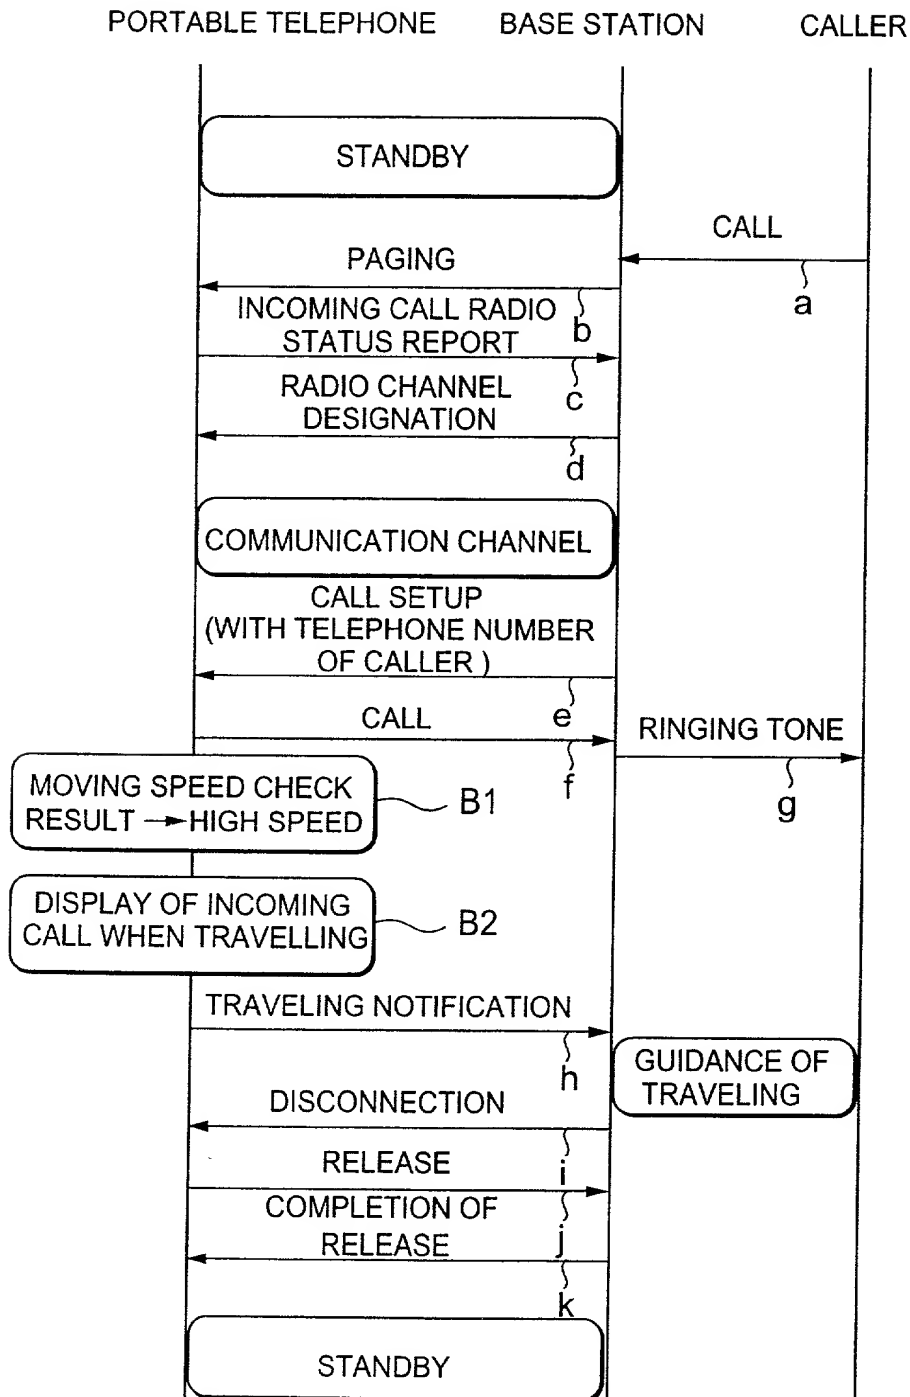 PORTABLE TELEPHONE
BASE STATION
CALLER
STANDBY
CALL
a
PAGING
b
INCOMING CALL RADIO
STATUS REPORT
c
RADIO CHANNEL
DESIGNATION
d
COMMUNICATION CHANNEL
CALL SETUP
(WITH TELEPHONE NUMBER
OF CALLER )
e
CALL
f
RINGING TONE
g
MOVING SPEED CHECK
RESULT → HIGH SPEED
B1
DISPLAY OF INCOMING
CALL WHEN TRAVELLING
B2
TRAVELING NOTIFICATION
h
GUIDANCE OF
TRAVELING
DISCONNECTION
i
RELEASE
j
COMPLETION OF
RELEASE
k
STANDBY